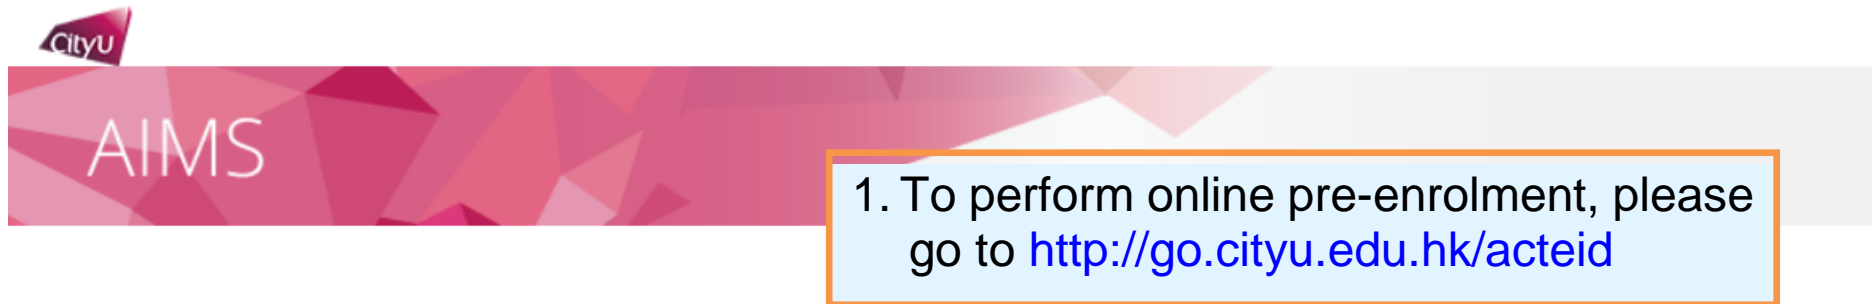 CityU
AIMS
1. To perform online pre-enrolment, please
go to http://go.cityu.edu.hk/acteid